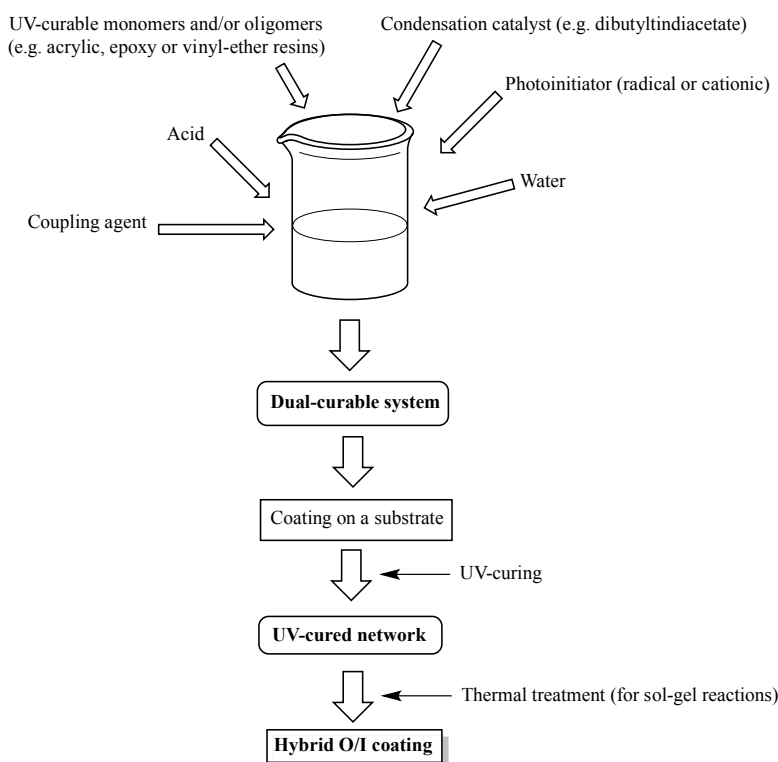 UV-curable monomers and/or oligomers
(e.g. acrylic, epoxy or vinyl-ether resins)
Condensation catalyst (e.g. dibutyltindiacetate)
Photoinitiator (radical or cationic)
Acid
Water
Coupling agent
Dual-curable system
Coating on a substrate
UV-curing
UV-cured network
Thermal treatment (for sol-gel reactions)
Hybrid O/I coating